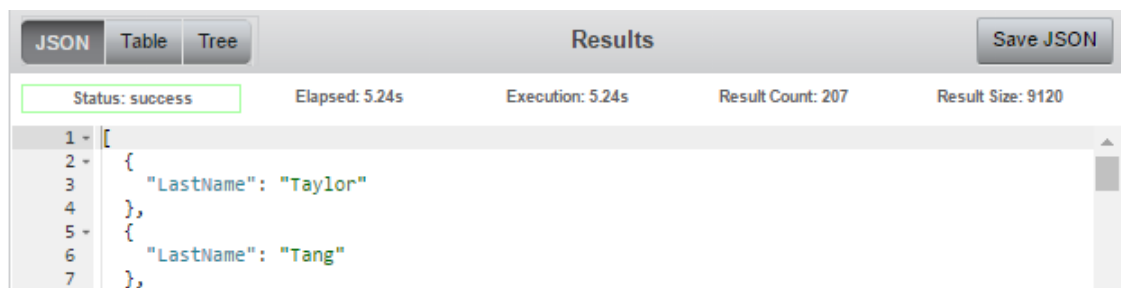 JSON Table Tree Results Save JSON
Status: success Elapsed: 5.24s Execution: 5.24s Result Count: 207 Result Size: 9120
1 [
2 {
3 "LastName": "Taylor"
4 },
5 {
6 "LastName": "Tang"
7 },